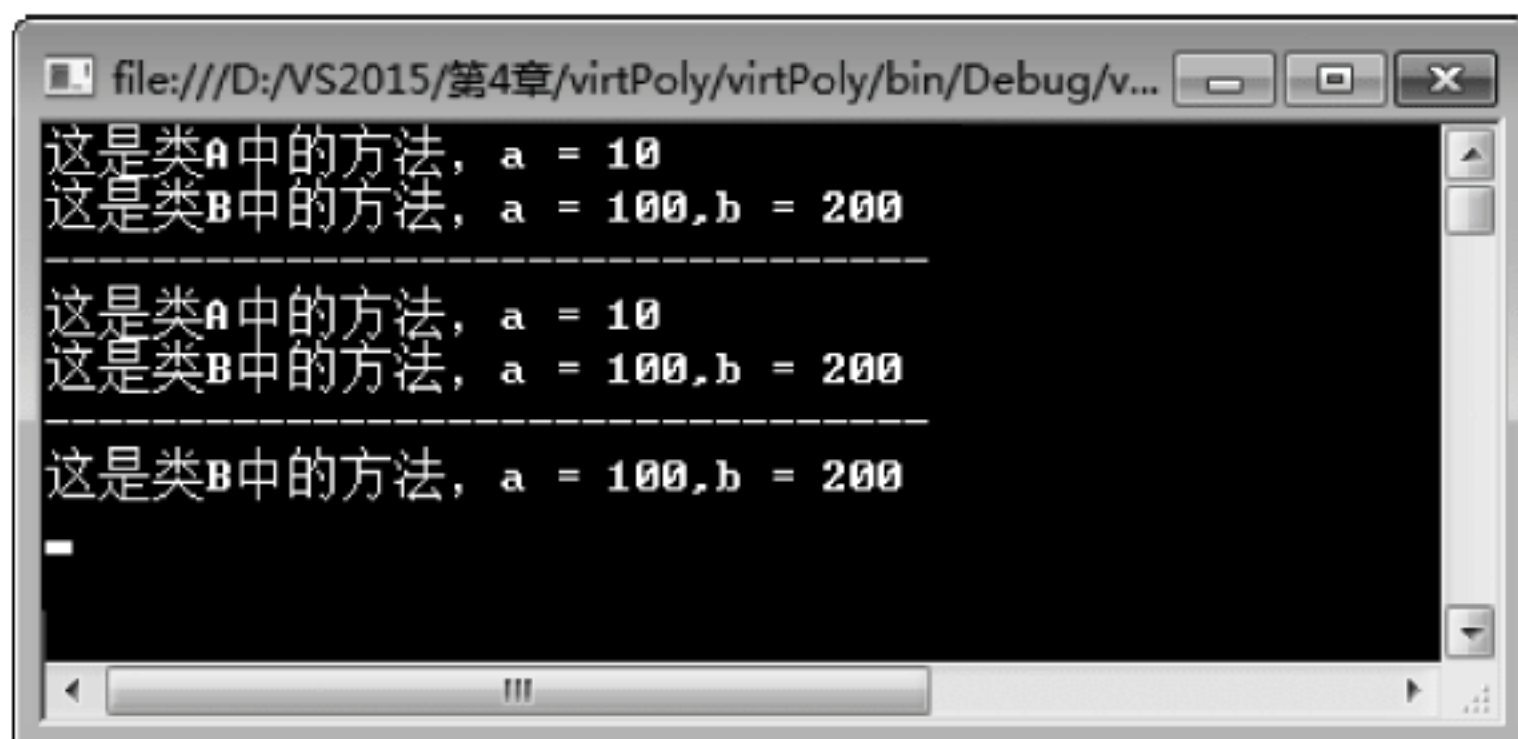 file:///D:/VS2015/第4章/virtPoly/virtPoly/bin/Debug/v...
这是类A中的方法，a = 10
这是类B中的方法，a = 100,b = 200
---------------------------------
这是类A中的方法，a = 10
这是类B中的方法，a = 100,b = 200
---------------------------------
这是类B中的方法，a = 100,b = 200